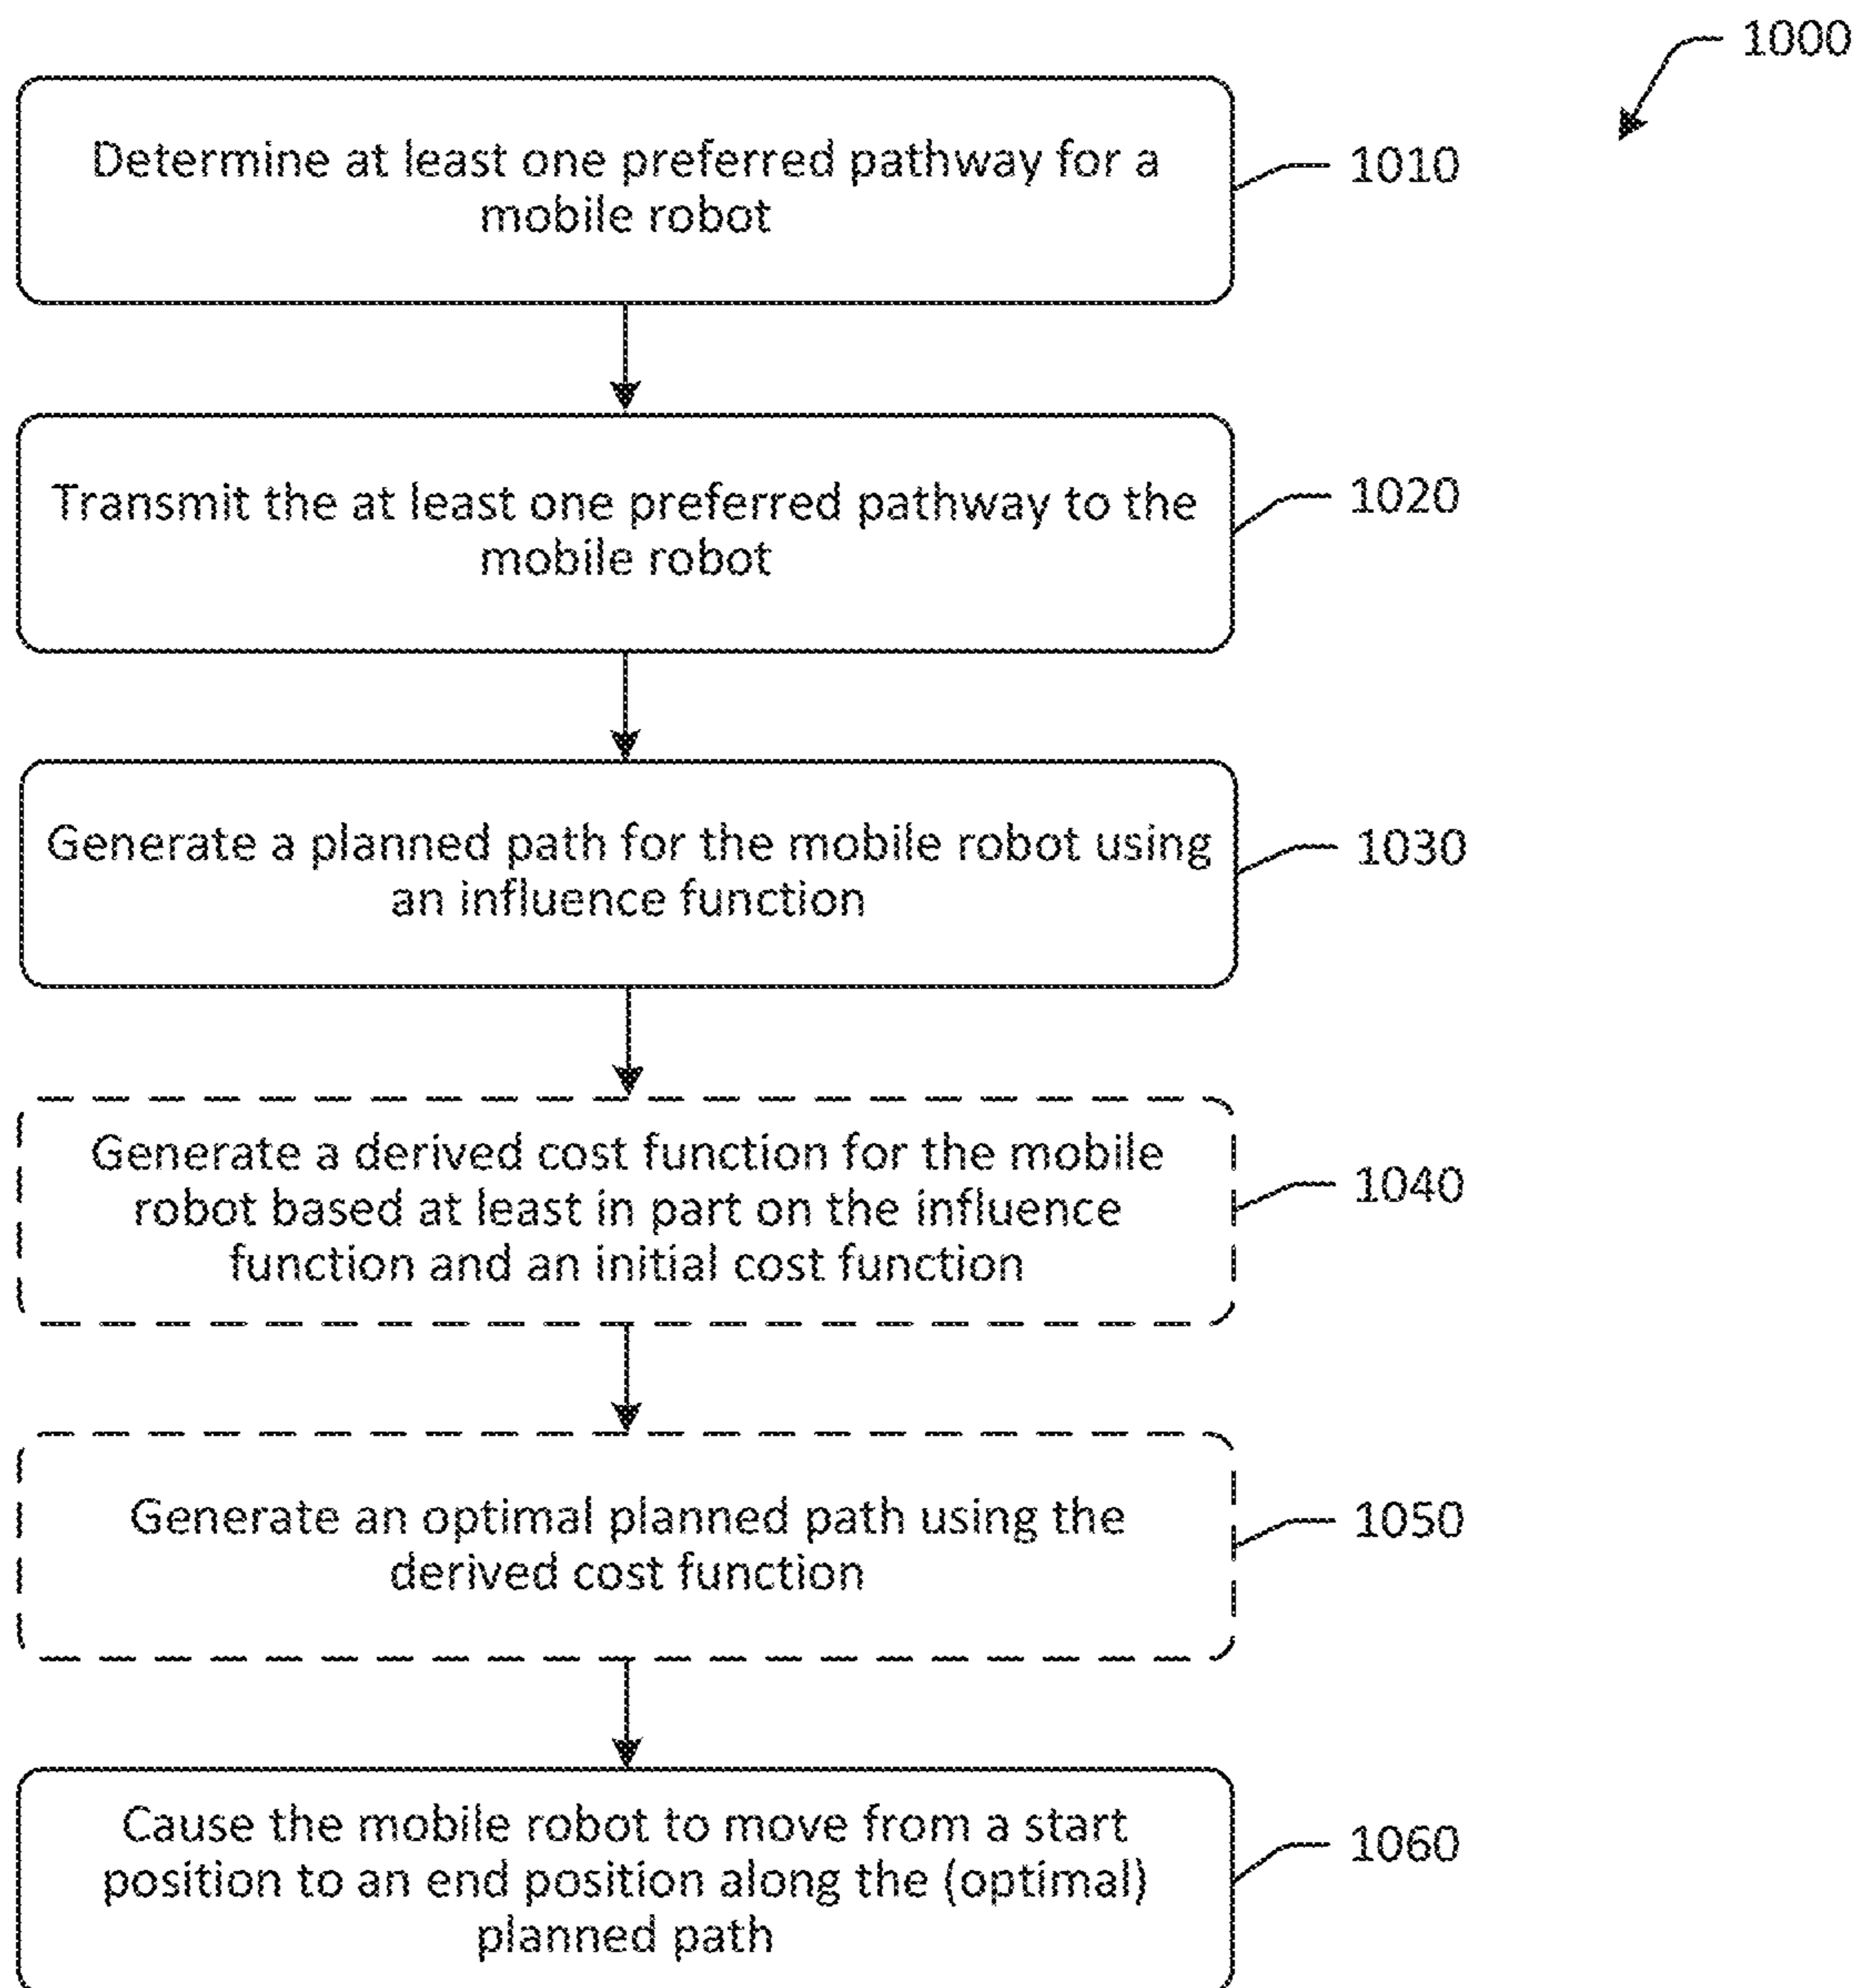 1000
Determine at least one preferred pathway for a
mobile robot
1010
Transmit the at least one preferred pathway to the
mobile robot
1020
Generate a planned path for the mobile robot using
an influence function
1030
Generate a derived cost function for the mobile
robot based at least in part on the influence
function and an initial cost function
1040
Generate an optimal planned path using the
derived cost function
1050
Cause the mobile robot to move from a start
position to an end position along the (optimal)
planned path
1060